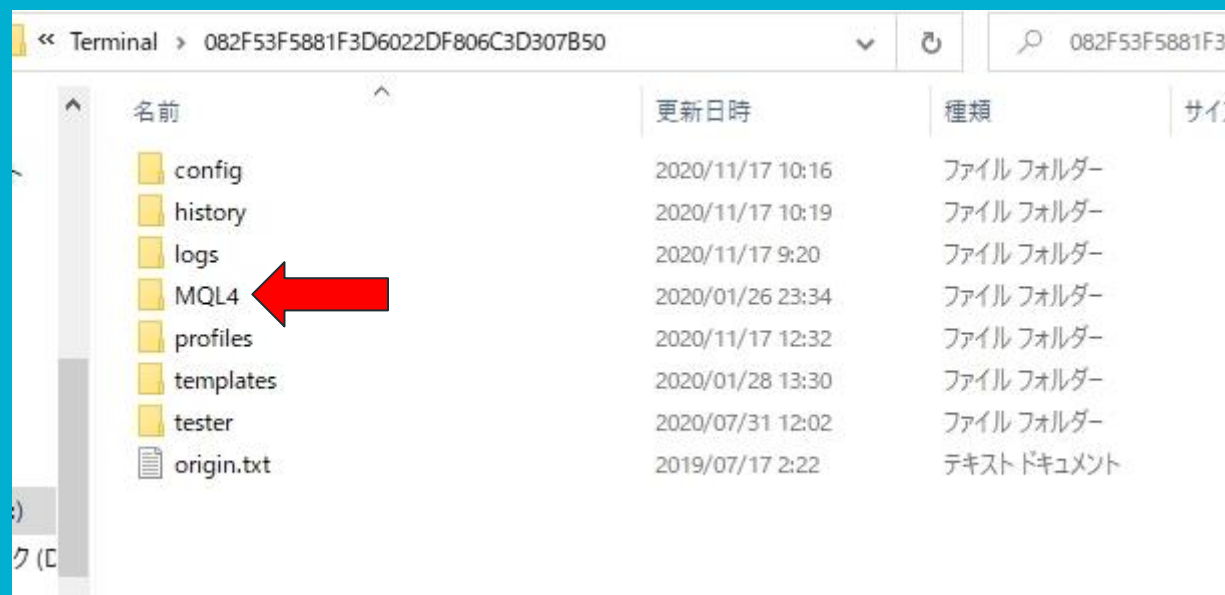 « Terminal › 082F53F5881F3D6022DF806C3D307B50 082F53F5881F3
名前 更新日時 種類 サイ
config 2020/11/17 10:16 ファイル フォルダー
history 2020/11/17 10:19 ファイル フォルダー
logs 2020/11/17 9:20 ファイル フォルダー
MQL4 2020/01/26 23:34 ファイル フォルダー
profiles 2020/11/17 12:32 ファイル フォルダー
templates 2020/01/28 13:30 ファイル フォルダー
tester 2020/07/31 12:02 ファイル フォルダー
origin.txt 2019/07/17 2:22 テキスト ドキュメント
:)
ク (D